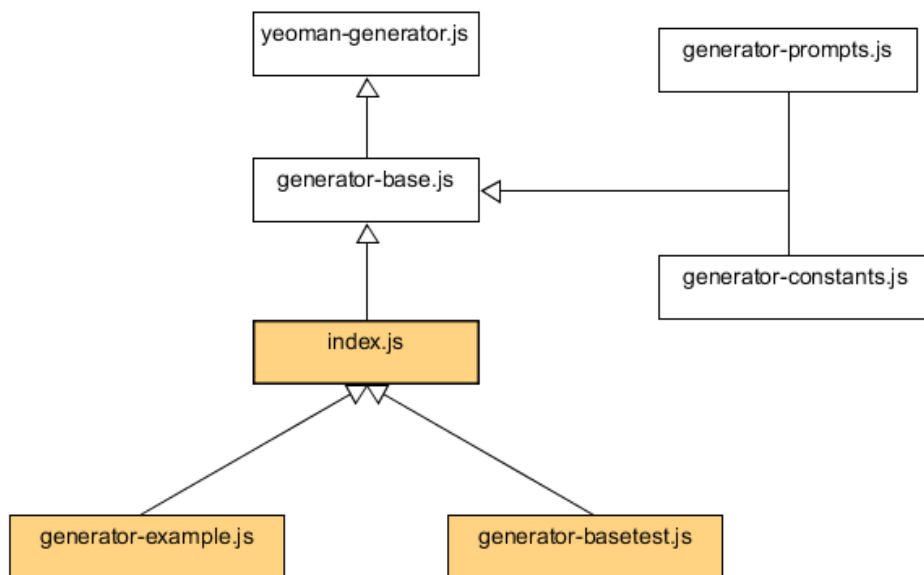 yeoman-generator.js
generator-prompts.js
generator-base.js
generator-constants.js
index.js
generator-example.js
generator-basetest.js